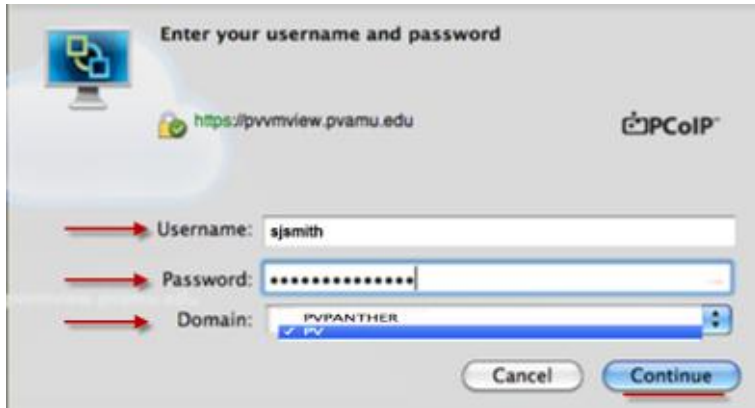 Enter your username and password
https://pvvmview.pvamu.edu
PCoIP
Username: sjsmith
Password: ••••••••••••••
Domain: PVPANTHER
✓ PV
Cancel Continue